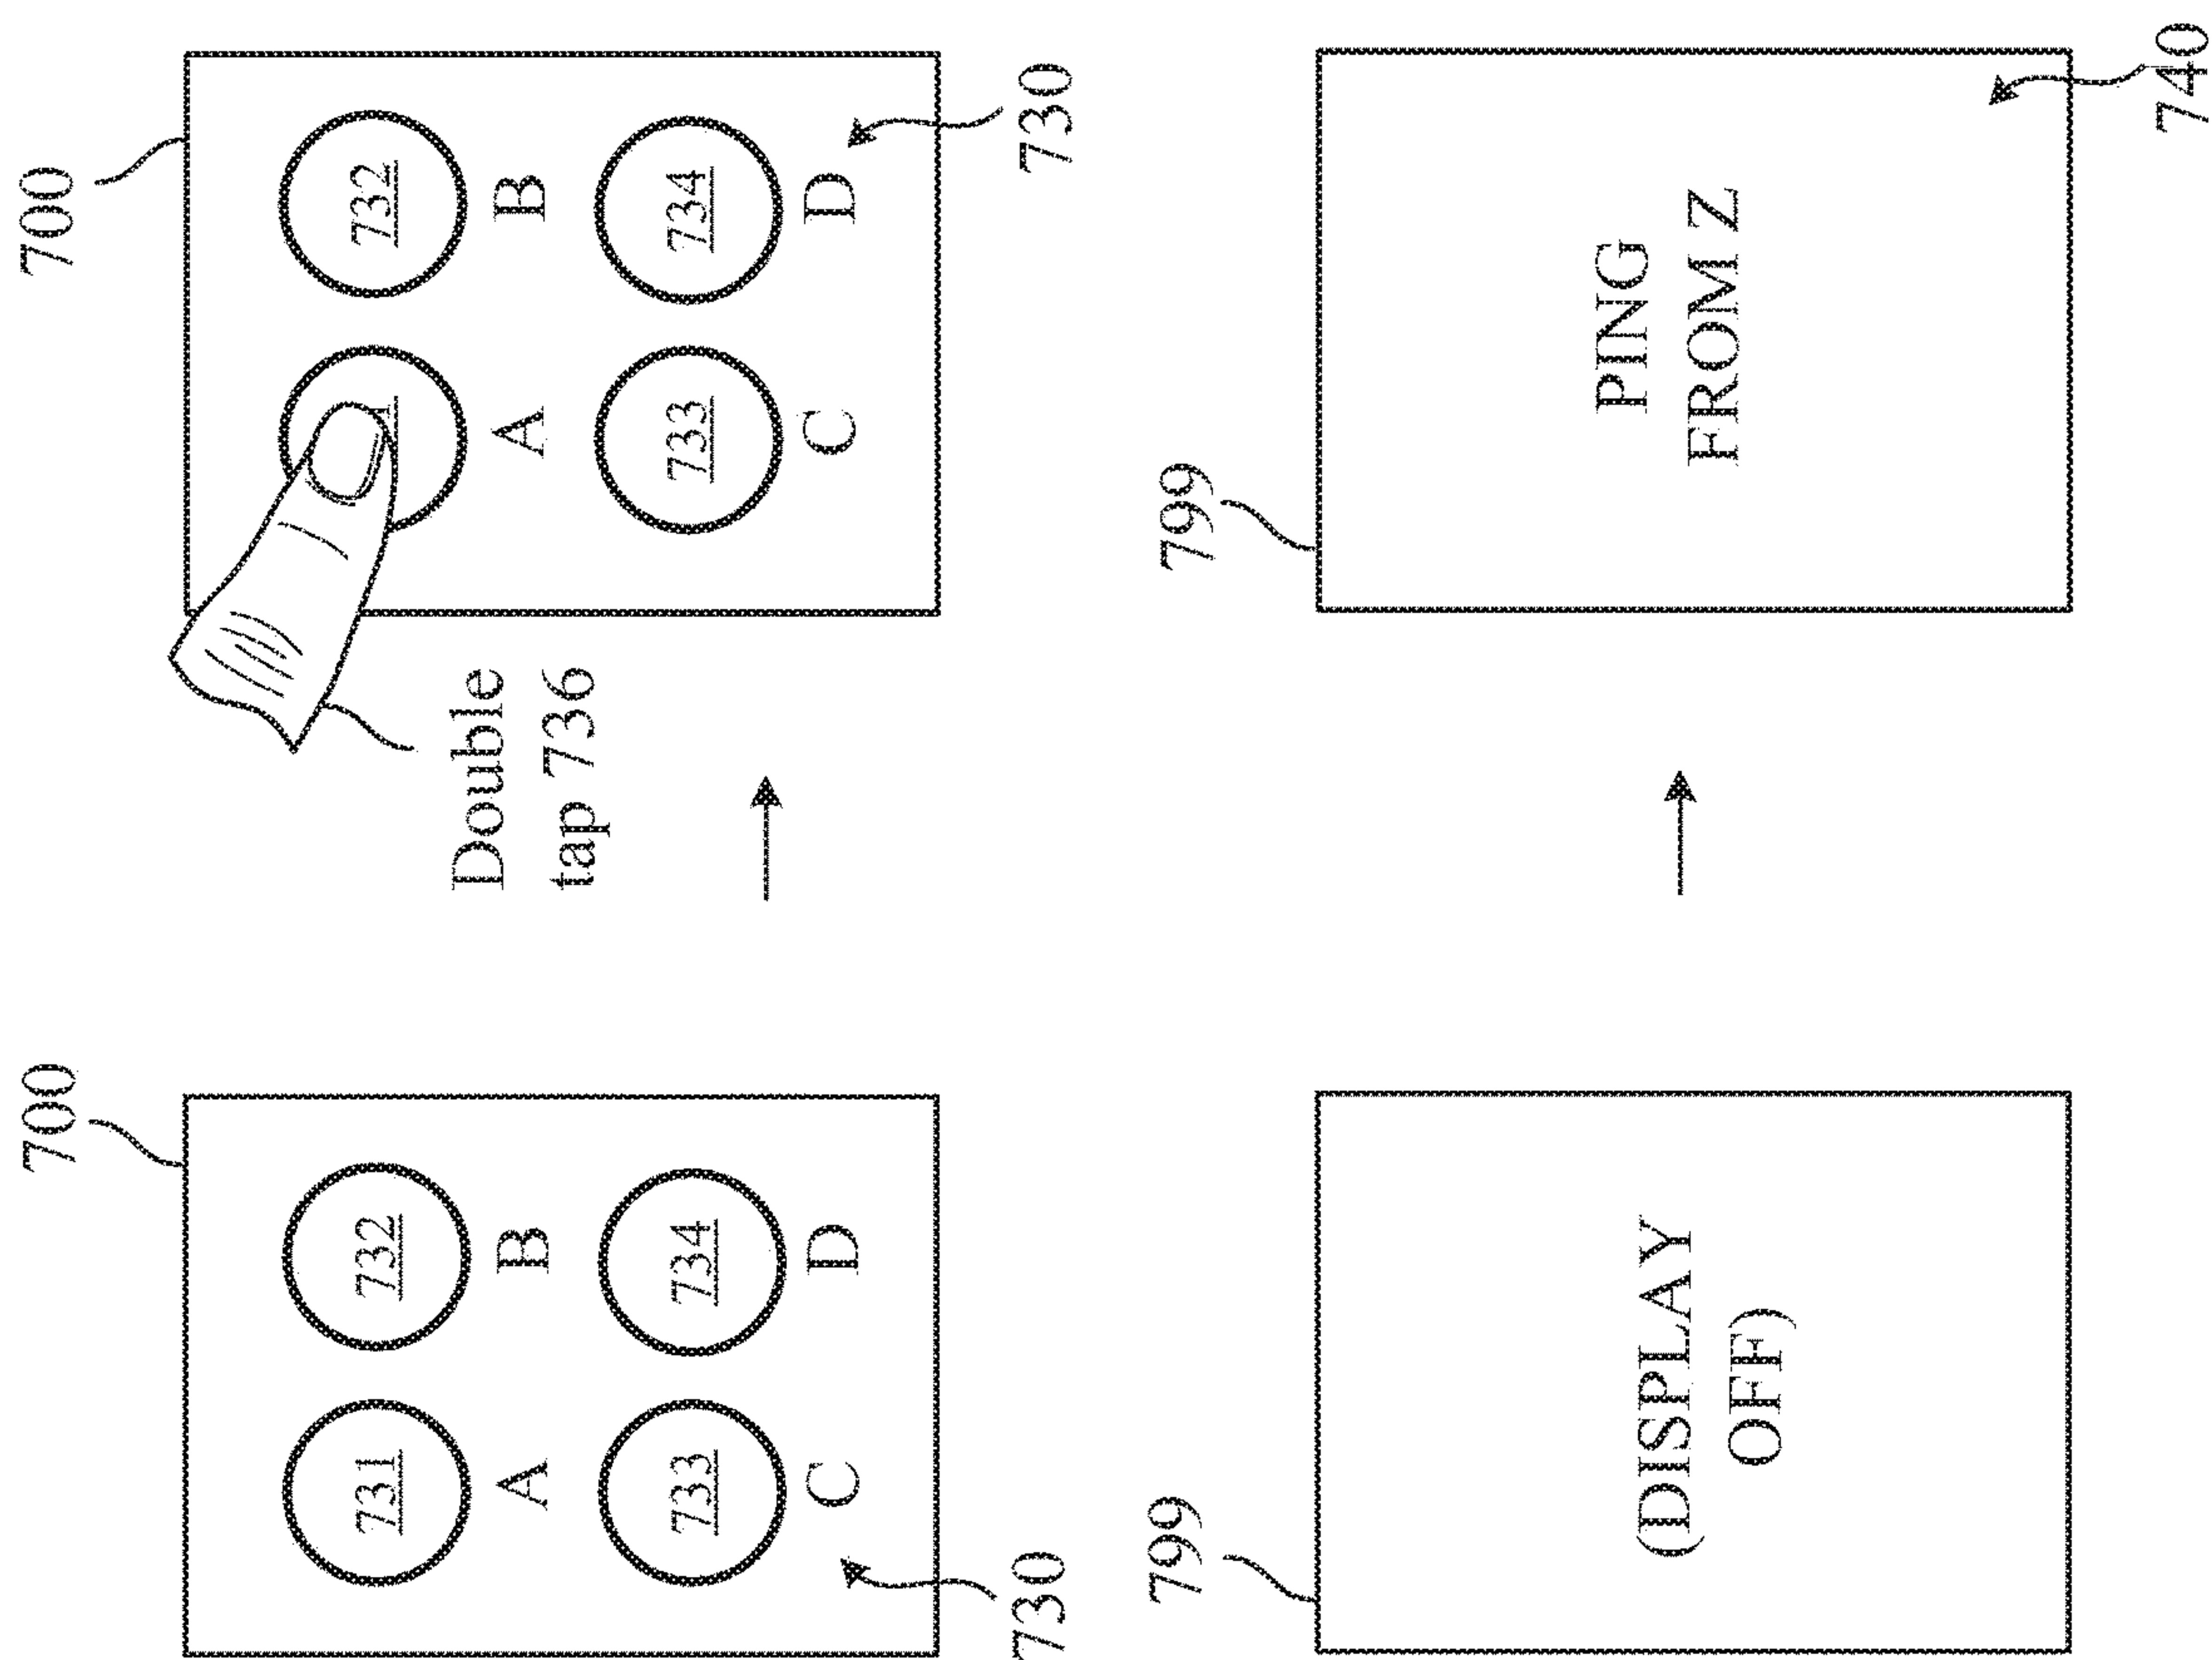 700
731 732
A B
733 734
C D
730
Double
tap 736
700
732
A B
733 734
C D
730
799
(DISPLAY
OFF)
799
PING
FROM Z
740